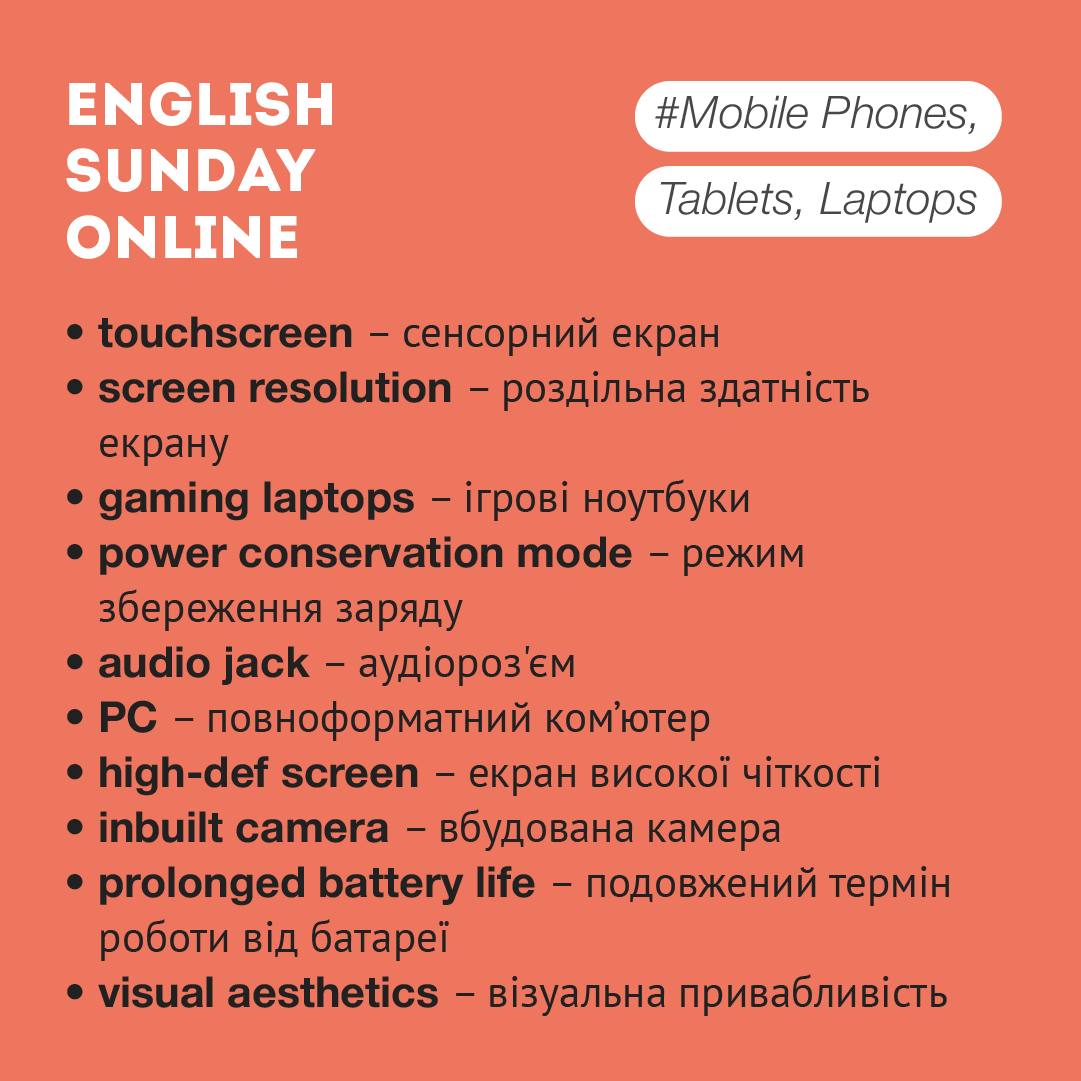 ENGLISH
SUNDAY
ONLINE
#Mobile Phones,
Tablets, Laptops
• touchscreen – сенсорний екран
• screen resolution – роздільна здатність
екрану
• gaming laptops – ігрові ноутбуки
• power conservation mode – режим
збереження заряду
• audio jack – аудіороз'єм
• PC – повноформатний ком’ютер
• high-def screen – екран високої чіткості
• inbuilt camera – вбудована камера
• prolonged battery life – подовжений термін
роботи від батареї
• visual aesthetics – візуальна привабливість